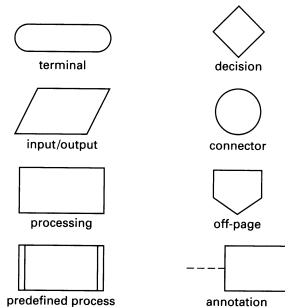 terminal
decision
input/output
connector
processing
off-page
predefined process
annotation